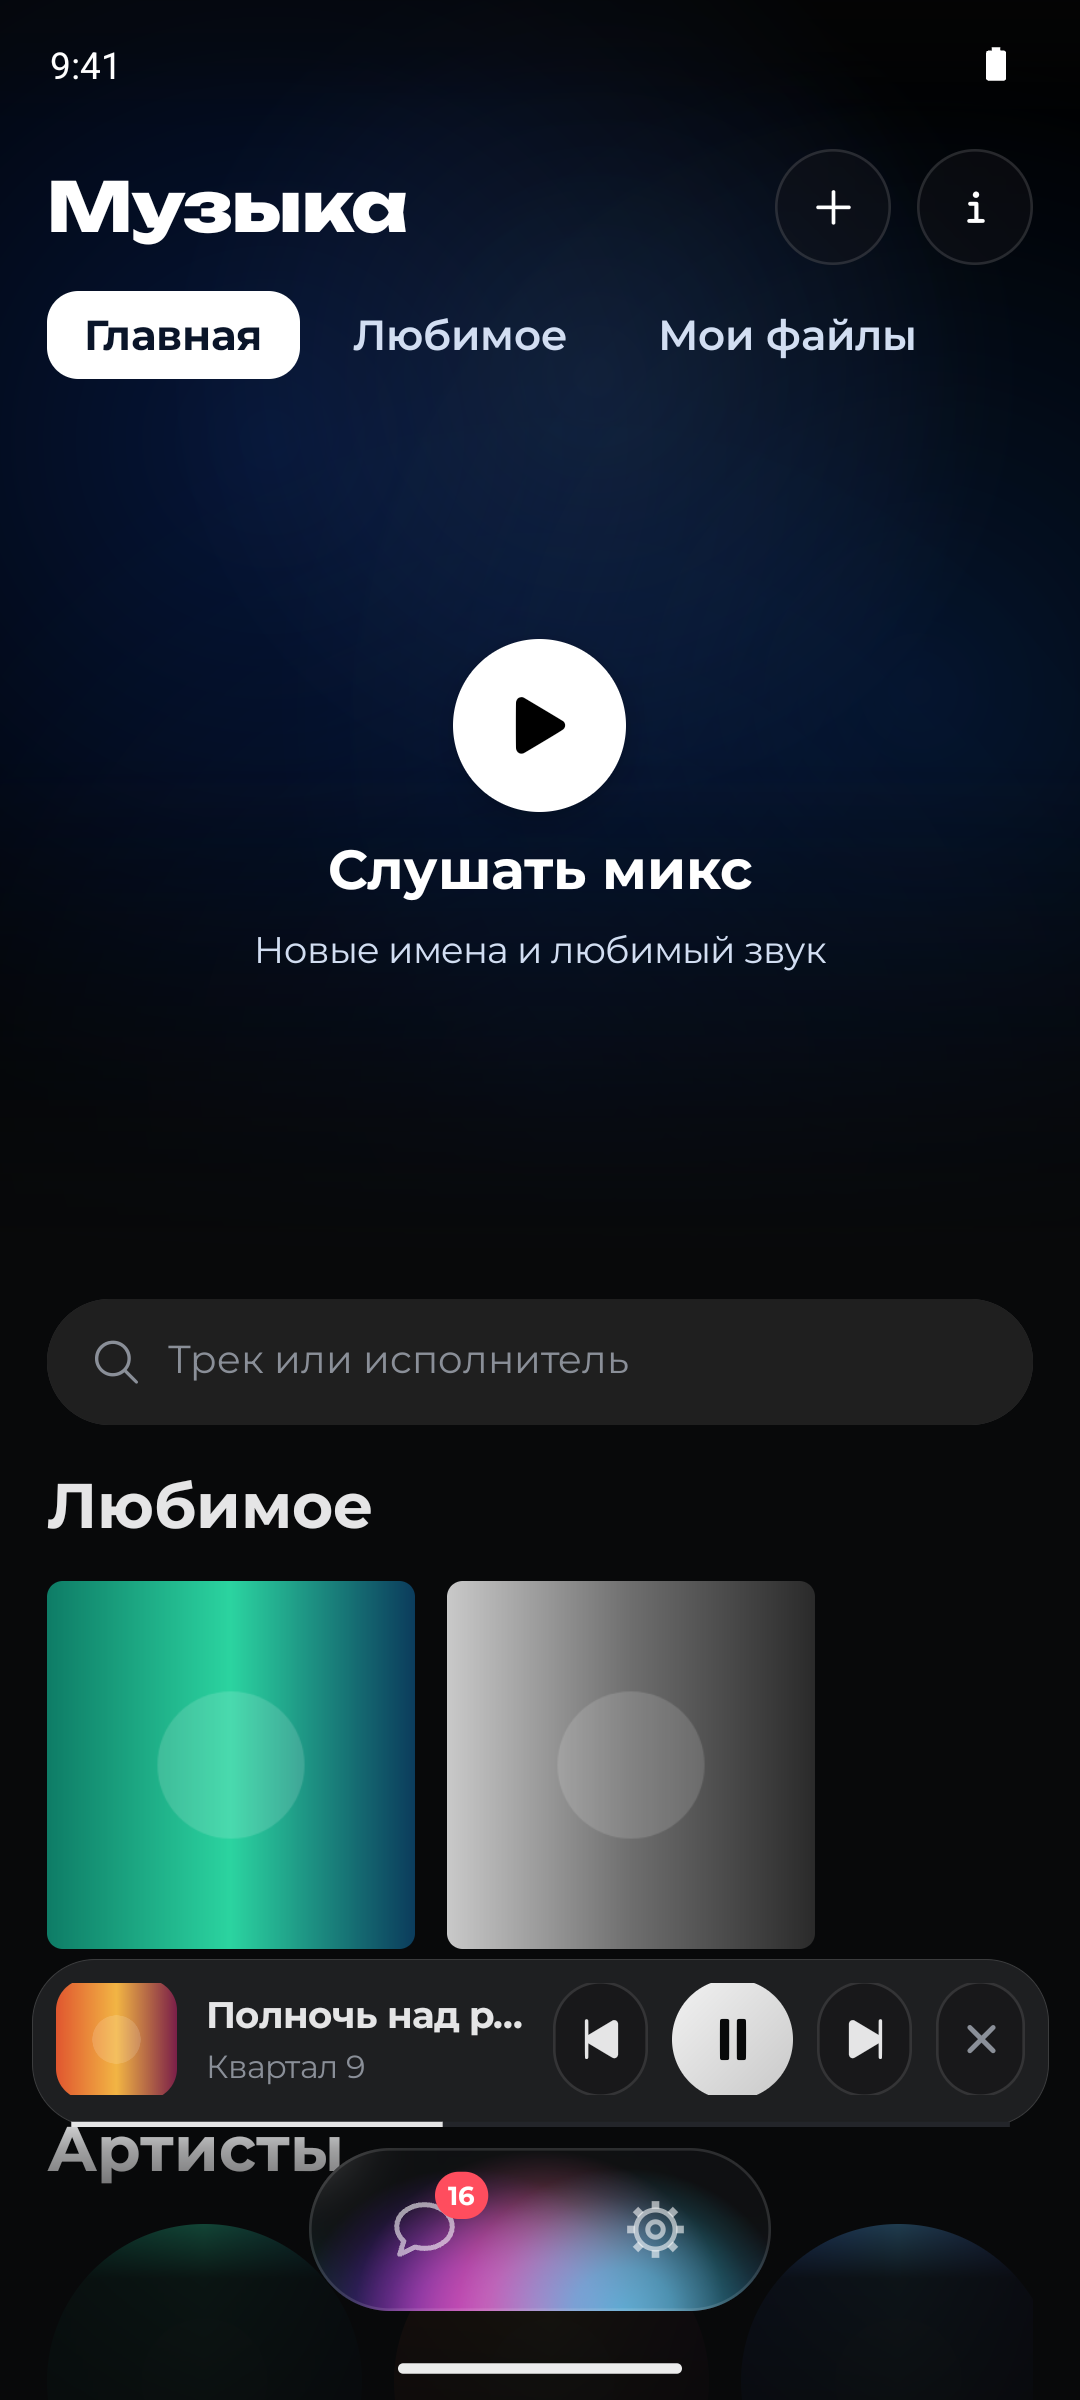 9:41
Музыка
Главная
Любимое
Мои файлы
Слушать микс
Новые имена и любимый звук
Трек или исполнитель
Любимое
Полночь над р...
Квартал 9
Артисты
16